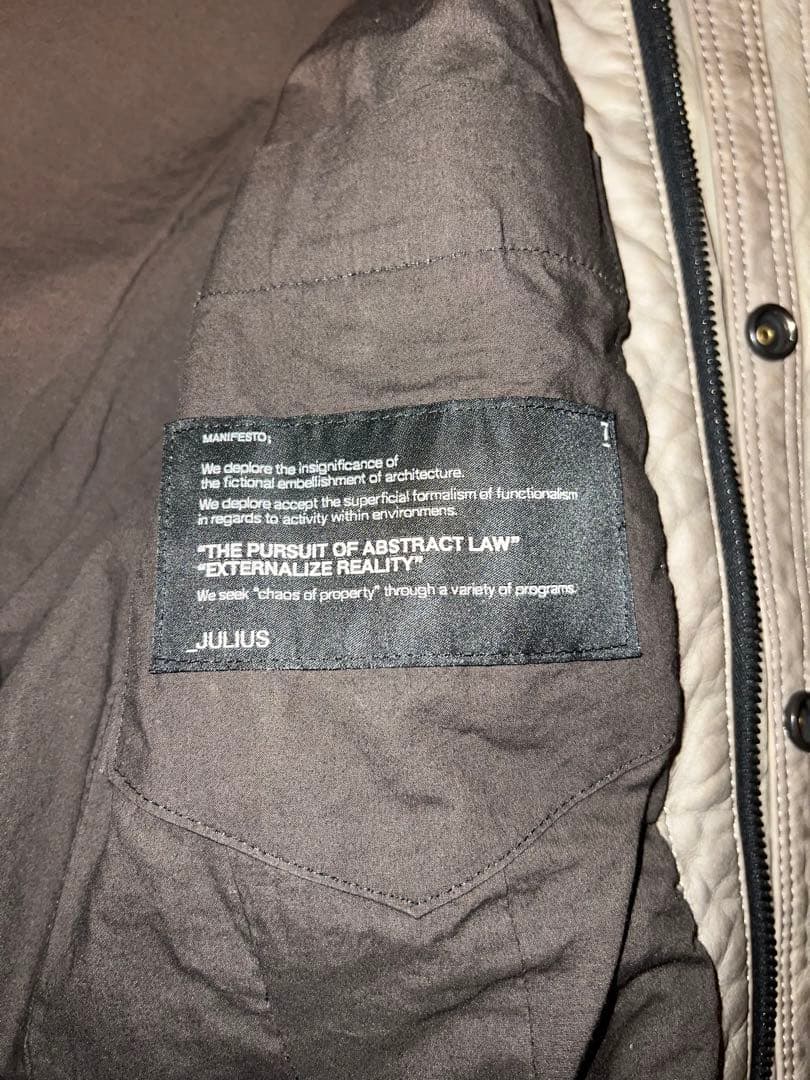 MANIFESTO;
7
We deplore the insignificance of
the fictional embellishment of architecture.
We deplore accept the superficial formalism of functionalism
in regards to activity within environmens.
"THE PURSUIT OF ABSTRACT LAW"
"EXTERNALIZE REALITY"
We seek "chaos of property" through a variety of programs.
_JULIUS